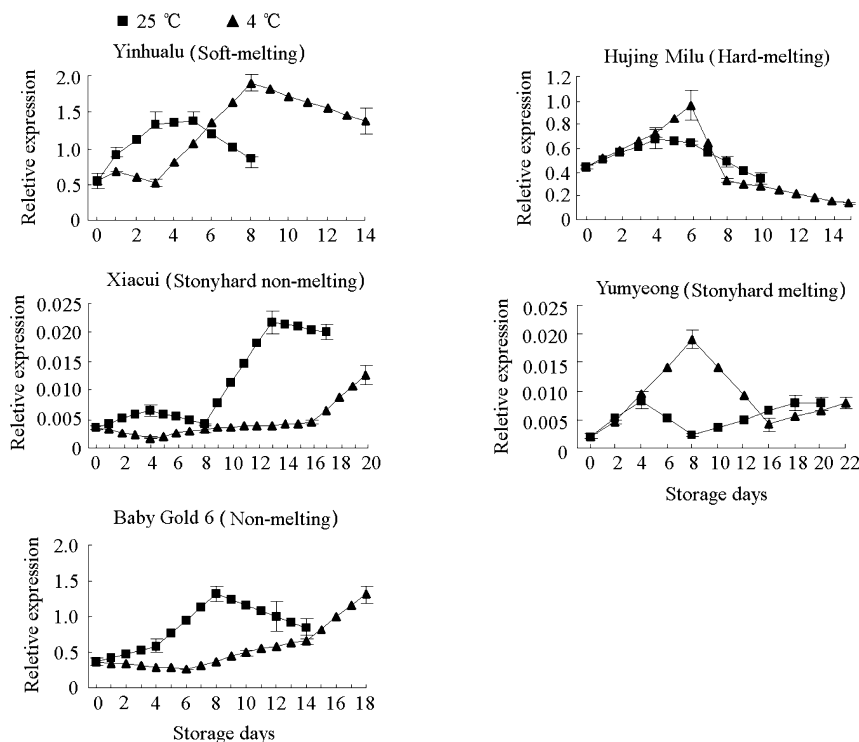 ■ 25 ℃ ▲ 4 ℃
Yinhualu (Soft-melting)
Reletive expression
2.0
1.5
1.0
0.5
0
0 2 4 6 8 10 12 14
Hujing Milu (Hard-melting)
Reletive expression
1.2
1.0
0.8
0.6
0.4
0.2
0
0 2 4 6 8 10 12 14
Xiacui (Stonyhard non-melting)
Reletive expression
0.025
0.020
0.015
0.010
0.005
0.000
0 2 4 6 8 10 12 14 16 18 20
Yumyeong (Stonyhard melting)
Reletive expression
0.025
0.020
0.015
0.010
0.005
0.000
0 2 4 6 8 10 12 16 18 20 22
Storage days
Baby Gold 6 (Non-melting)
Reletive expression
2.0
1.5
1.0
0.5
0
0 2 4 6 8 10 12 14 16 18
Storage days